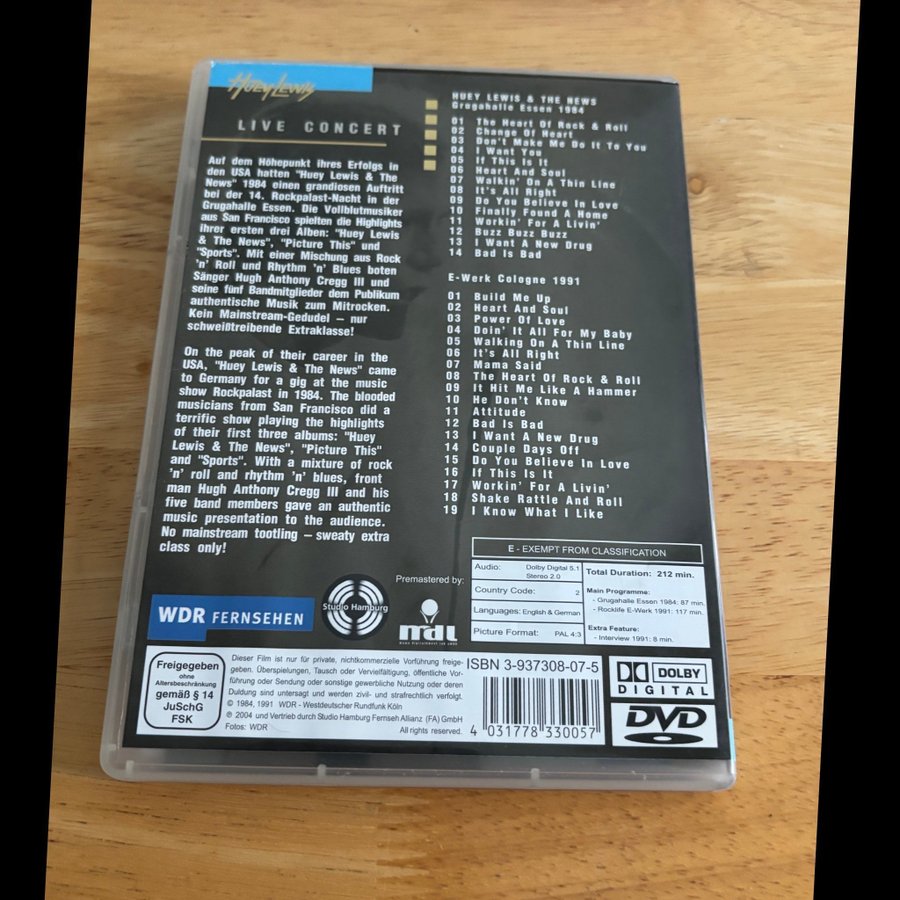 Huey Lewis
LIVE CONCERT
Auf dem Höhepunkt ihres Erfolgs in
den USA hatten "Huey Lewis & The
News" 1984 einen grandiosen Auftritt
bei der 14. Rockpalast-Nacht in der
Grugahalle Essen. Die Vollblutmusiker
aus San Francisco spielten die Highlights
ihrer ersten drei Alben: "Huey Lewis
& The News", "Picture This" und
"Sports". Mit einer Mischung aus Rock
'n' Roll und Rhythm 'n' Blues boten
Sänger Hugh Anthony Cregg III und
seine fünf Bandmitglieder dem Publikum
authentische Musik zum Mitrocken.
Kein Mainstream-Gedudel – nur
schweißtreibende Extraklasse!
On the peak of their career in the
USA, "Huey Lewis & The News" came
to Germany for a gig at the music
show Rockpalast in 1984. The blooded
musicians from San Francisco did a
terrific show playing the highlights
of their first three albums: "Huey
Lewis & The News", "Picture This"
and "Sports". With a mixture of rock
'n' roll and rhythm 'n' blues, front
man Hugh Anthony Cregg III and his
five band members gave an authentic
music presentation to the audience.
No mainstream tootling – sweaty extra
class only!
HUEY LEWIS & THE NEWS
Grugahalle Essen 1984
01 The Heart Of Rock & Roll
02 Change Of Heart
03 Don't Make Me Do It To You
04 I Want You
05 If This Is It
06 Heart And Soul
07 Walkin' On A Thin Line
08 It's All Right
09 Do You Believe In Love
10 Finally Found A Home
11 Workin' For A Livin'
12 Buzz Buzz Buzz
13 I Want A New Drug
14 Bad Is Bad
E-Werk Cologne 1991
01 Build Me Up
02 Heart And Soul
03 Power Of Love
04 Doin' It All For My Baby
05 Walking On A Thin Line
06 It's All Right
07 Mama Said
08 The Heart Of Rock & Roll
09 It Hit Me Like A Hammer
10 He Don't Know
11 Attitude
12 Bad Is Bad
13 I Want A New Drug
14 Couple Days Off
15 Do You Believe In Love
16 If This Is It
17 Workin' For A Livin'
18 Shake Rattle And Roll
19 I Know What I Like
E - EXEMPT FROM CLASSIFICATION
Audio: Dolby Digital 5.1
Stereo 2.0
Country Code: 2
Languages: English & German
Picture Format: PAL 4:3
Total Duration: 212 min.
Main Programme:
- Grugahalle Essen 1984: 87 min.
- Rocklife E-Werk 1991: 117 min.
Extra Feature:
- Interview 1991: 8 min.
WDR FERNSEHEN
Studio Hamburg
Premastered by:
mdl
Freigegeben
ohne
Altersbeschränkung
gemäß § 14
JuSchG
FSK
Dieser Film ist nur für private, nichtkommerzielle Vorführung freige-
geben. Überspielungen, Tausch oder Vervielfältigung, öffentliche Vor-
führung oder Sendung oder sonstige gewerbliche Nutzung oder deren
Duldung sind untersagt und werden zivil- und strafrechtlich verfolgt.
© 1984, 1991 WDR - Westdeutscher Rundfunk Köln
℗ 2004 und Vertrieb durch Studio Hamburg Fernseh Allianz (FA) GmbH
Fotos: WDR All rights reserved.
ISBN 3-937308-07-5
4 031778 330057
DOLBY
DIGITAL
DVD